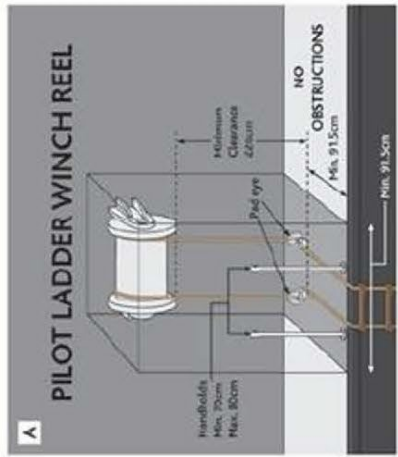 A
PILOT LADDER WINCH REEL
Handholds
Min. 70cm
Max. 80cm
Minimum
Clearance
220cm
Pad eye
NO
OBSTRUCTIONS
Min. 91.5cm
Min. 91.5cm